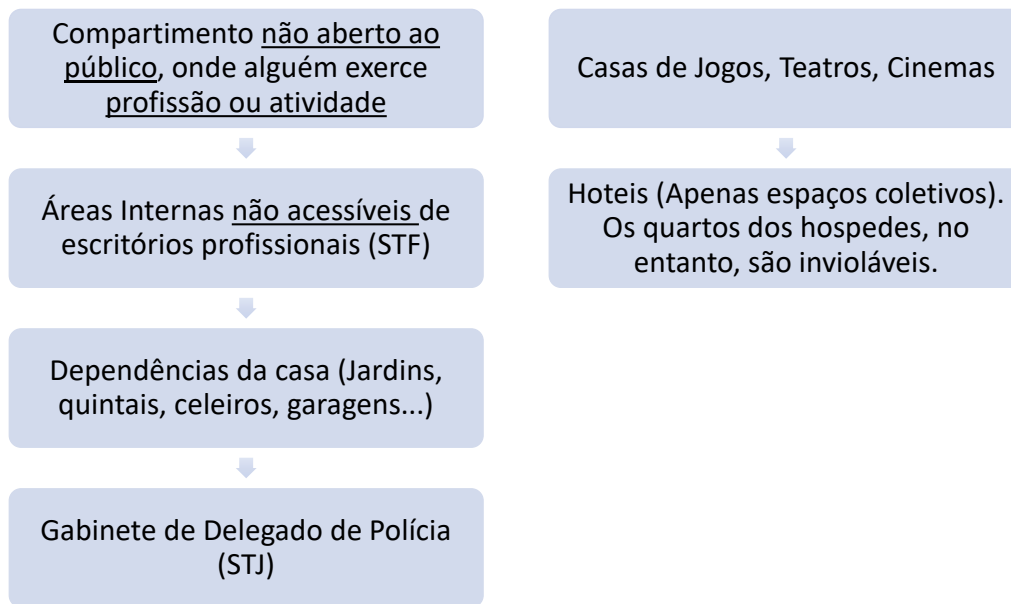 Compartimento não aberto ao
público, onde alguém exerce
profissão ou atividade
Áreas Internas não acessíveis de
escritórios profissionais (STF)
Dependências da casa (Jardins,
quintais, celeiros, garagens...)
Gabinete de Delegado de Polícia
(STJ)
Casas de Jogos, Teatros, Cinemas
Hoteis (Apenas espaços coletivos).
Os quartos dos hospedes, no
entanto, são invioláveis.